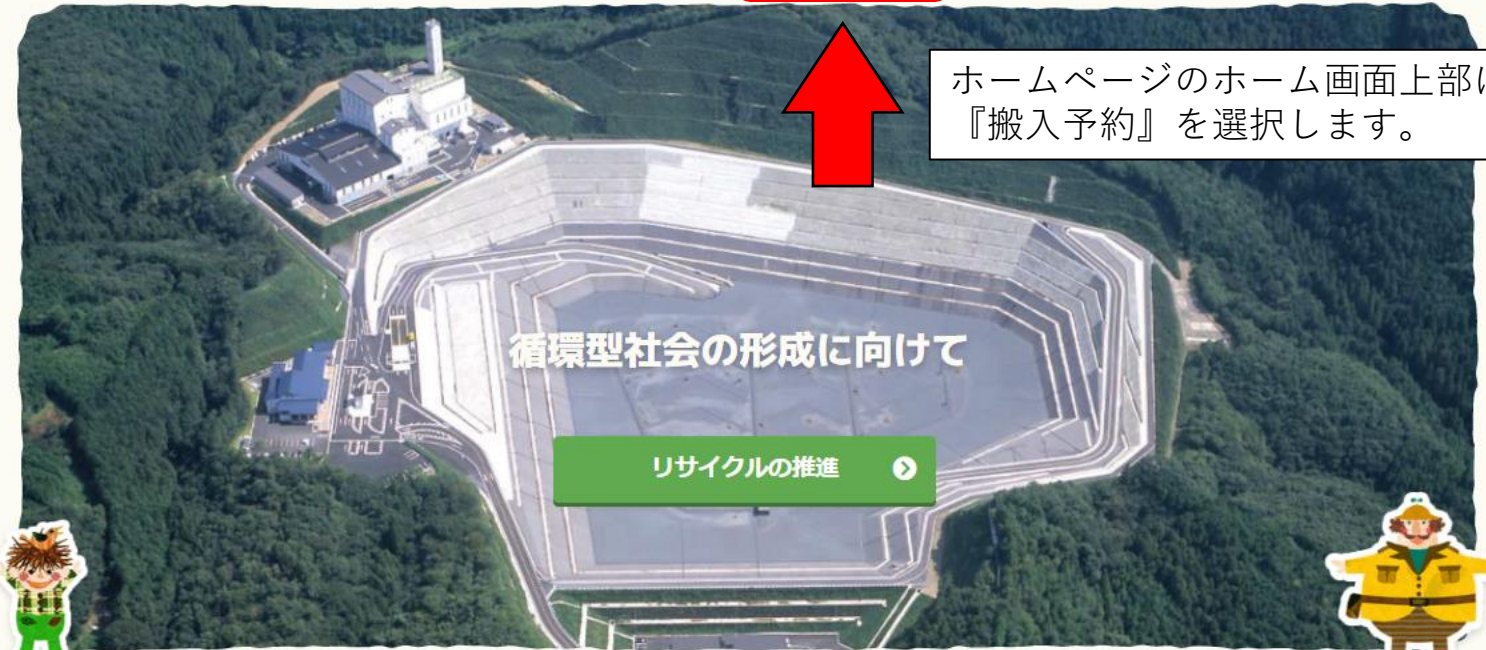 ホームページのホーム画面上部に
『搬入予約』を選択します。
循環型社会の形成に向けて
リサイクルの推進